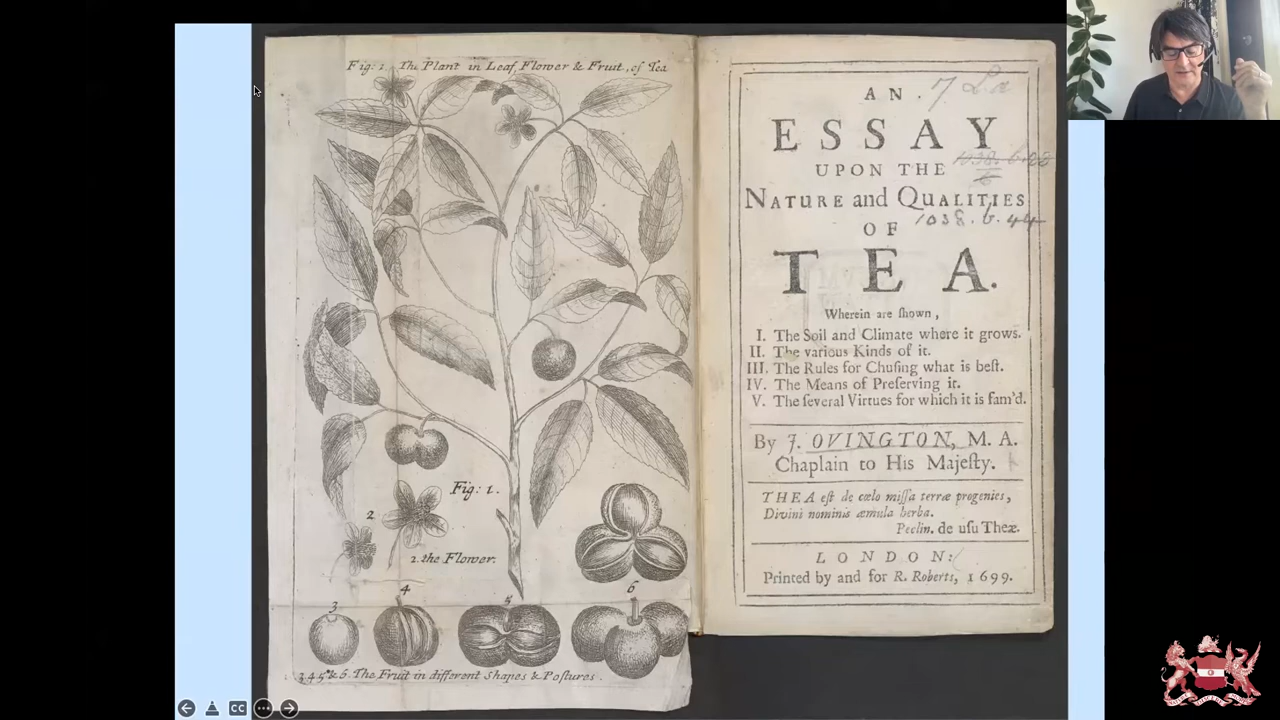 Fig: 1. The Plant in Leaf, Flower & Fruit, of Tea
Fig: 1.
2
2. the Flower.
3
4
5
6
3.4.5 & 6. The Fruit in different Shapes & Postures.
AN
ESSAY
UPON THE
NATURE and QUALITIES
1038. b. 44
OF
TEA.
Wherein are ſhown,
I. The Soil and Climate where it grows.
II. The various Kinds of it.
III. The Rules for Chuſing what is beſt.
IV. The Means of Preſerving it.
V. The ſeveral Virtues for which it is fam'd.
By J. OVINGTON, M. A.
Chaplain to His Majeſty.
THEA eſt de cœlo miſſa terræ progenies,
Divini nominis æmula herba.
Peclin. de uſu Theæ.
LONDON:
Printed by and for R. Roberts, 1699.
CC